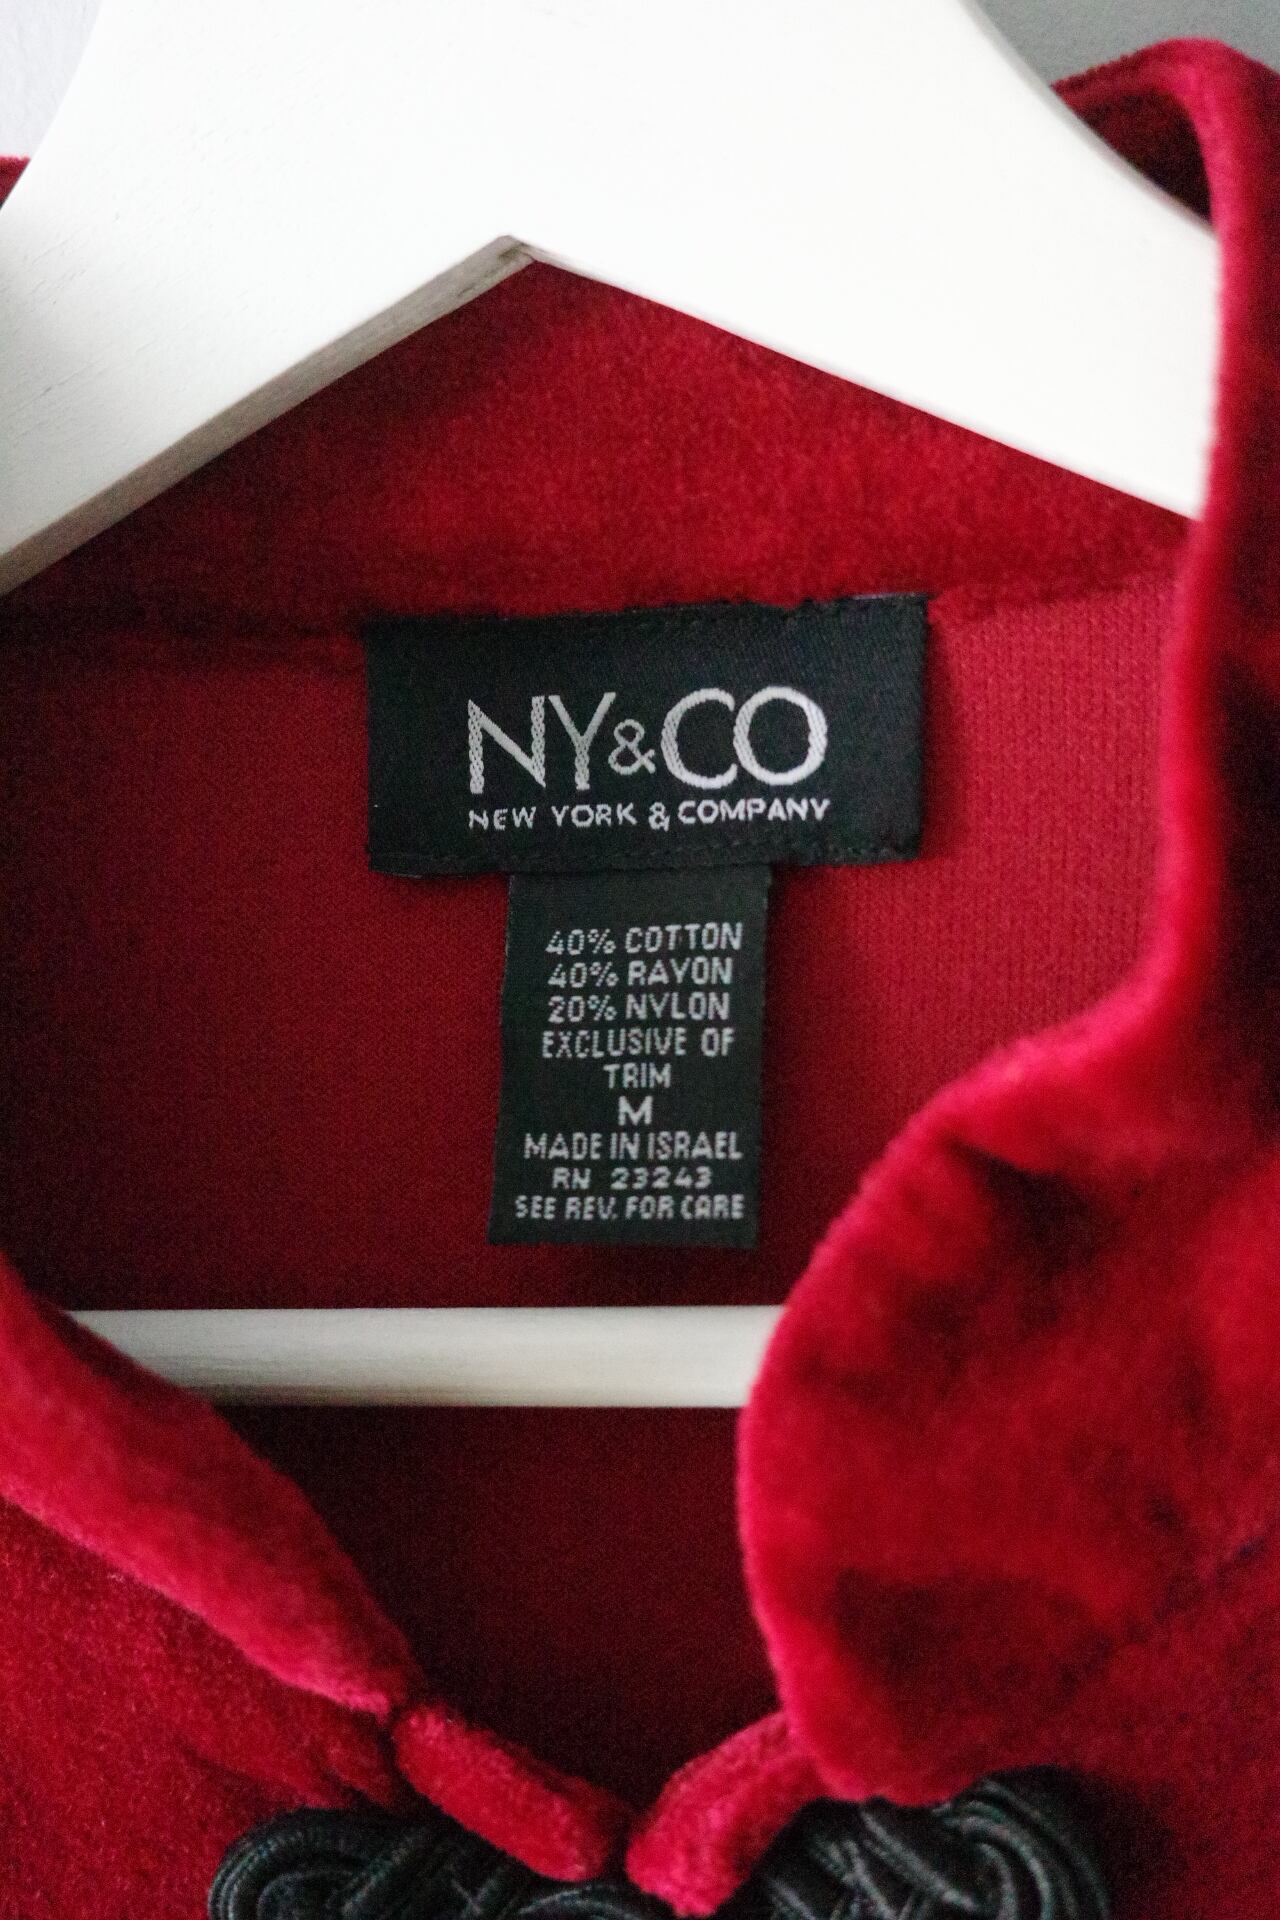 NY&CO
NEW YORK & COMPANY
40% COTTON
40% RAYON
20% NYLON
EXCLUSIVE OF
TRIM
M
MADE IN ISRAEL
RN 23243
SEE REV. FOR CARE